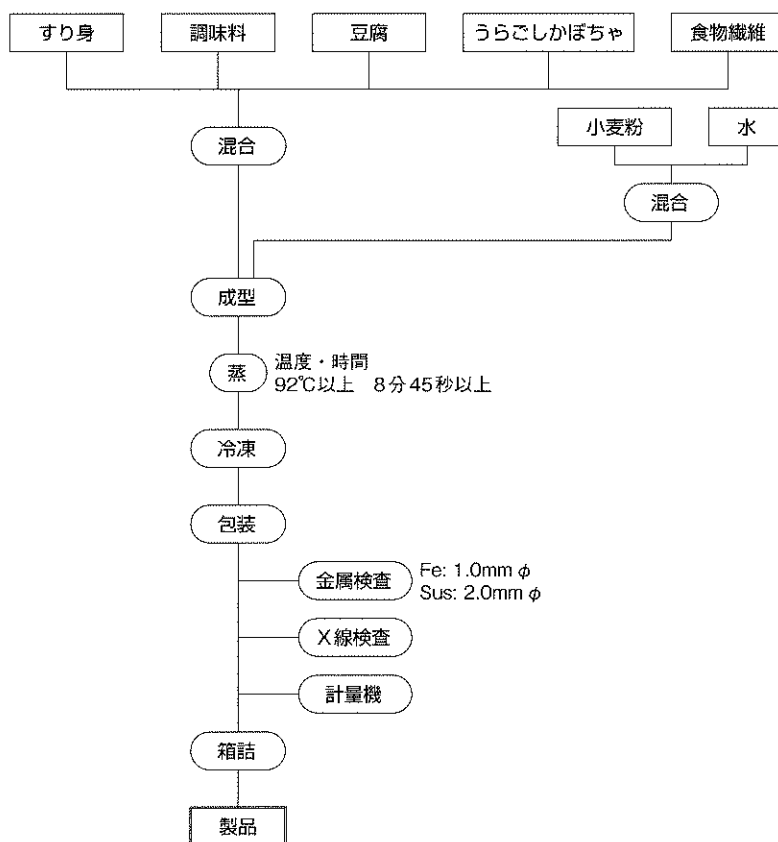 すり身
調味料
豆腐
うらごしかぼちゃ
食物繊維
小麦粉
水
混合
混合
成型
蒸
温度・時間
92℃以上 8分45秒以上
冷凍
包装
金属検査
Fe: 1.0mm φ
Sus: 2.0mm φ
X線検査
計量機
箱詰
製品